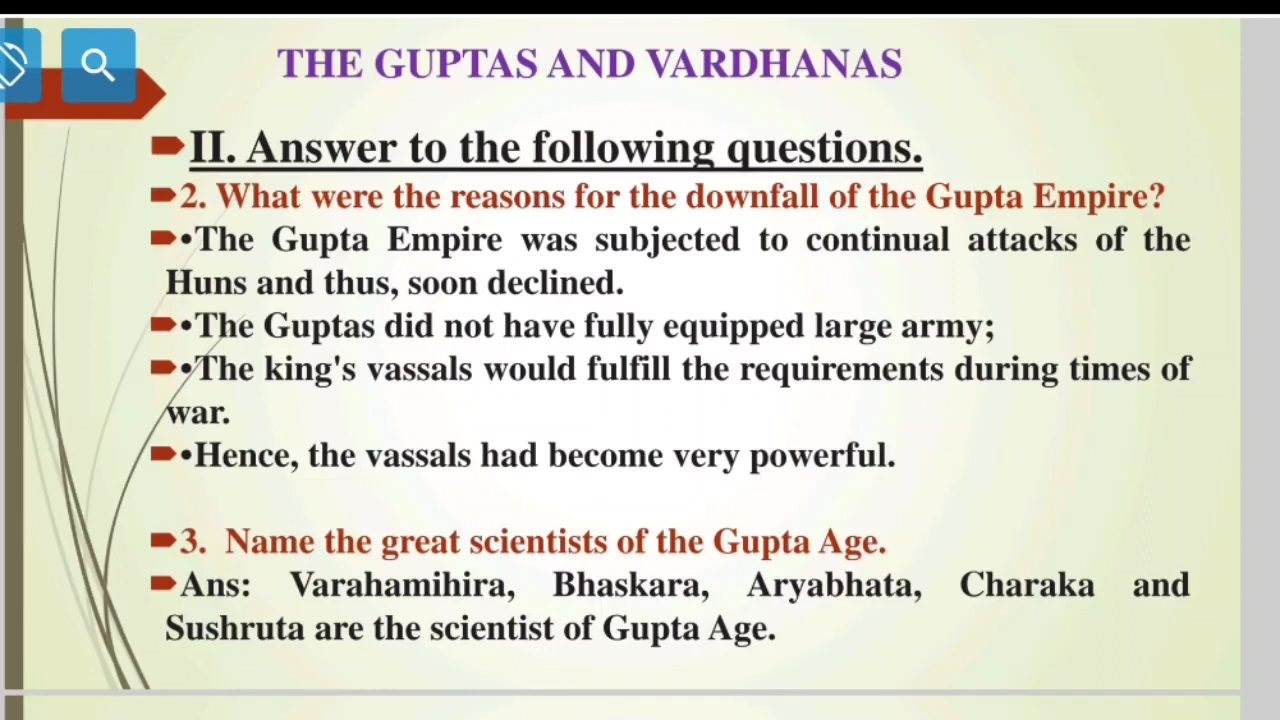 THE GUPTAS AND VARDHANAS
II. Answer to the following questions.
2. What were the reasons for the downfall of the Gupta Empire?
•The Gupta Empire was subjected to continual attacks of the
Huns and thus, soon declined.
•The Guptas did not have fully equipped large army;
•The king's vassals would fulfill the requirements during times of
war.
•Hence, the vassals had become very powerful.
3. Name the great scientists of the Gupta Age.
Ans: Varahamihira, Bhaskara, Aryabhata, Charaka and
Sushruta are the scientist of Gupta Age.